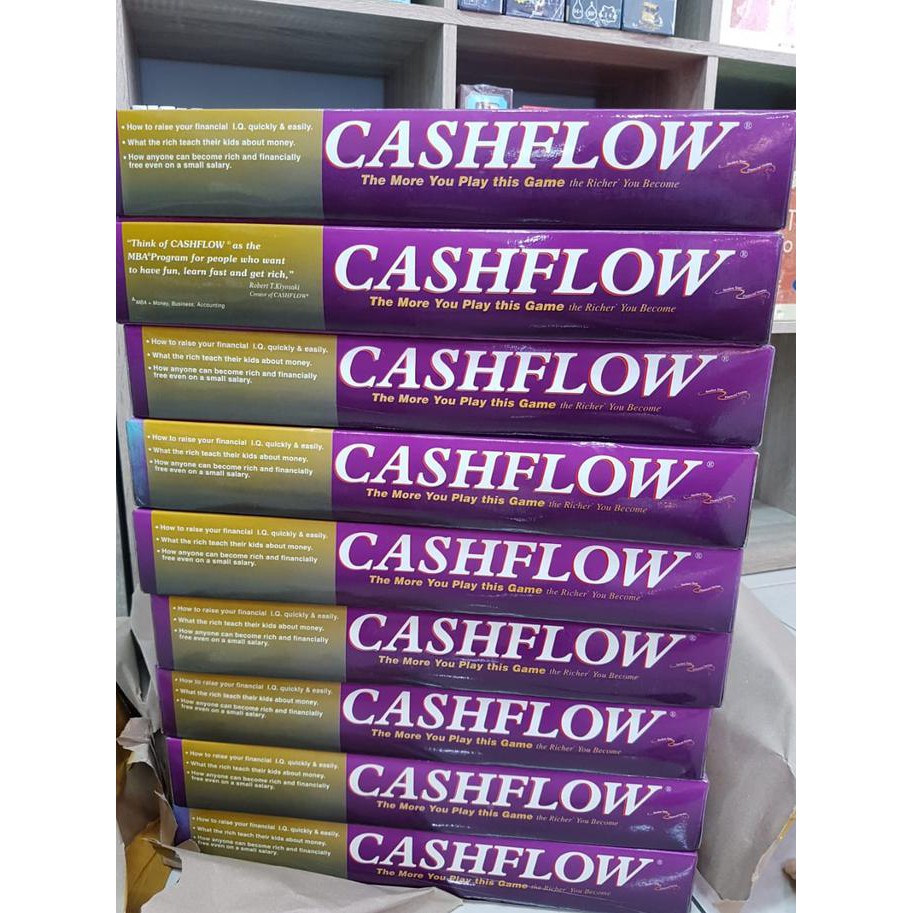 • How to raise your financial I.Q. quickly & easily.
• What the rich teach their kids about money.
• How anyone can become rich and financially
free even on a small salary.
CASHFLOW®
The More You Play this Game the Richer You Become
"Think of CASHFLOW® as the
MBA* Program for people who want
to have fun, learn fast and get rich,"
Robert T.Kiyosaki
Creator of CASHFLOW®
*MBA = Money, Business, Accounting
CASHFLOW®
The More You Play this Game the Richer You Become
• How to raise your financial I.Q. quickly & easily.
• What the rich teach their kids about money.
• How anyone can become rich and financially
free even on a small salary.
CASHFLOW®
The More You Play this Game the Richer You Become
• How to raise your financial I.Q. quickly & easily.
• What the rich teach their kids about money.
• How anyone can become rich and financially
free even on a small salary.
CASHFLOW®
The More You Play this Game the Richer You Become
• How to raise your financial I.Q. quickly & easily.
• What the rich teach their kids about money.
• How anyone can become rich and financially
free even on a small salary.
CASHFLOW®
The More You Play this Game the Richer You Become
• How to raise your financial I.Q. quickly & easily.
• What the rich teach their kids about money.
• How anyone can become rich and financially
free even on a small salary.
CASHFLOW®
The More You Play this Game the Richer You Become
• How to raise your financial I.Q. quickly & easily.
• What the rich teach their kids about money.
• How anyone can become rich and financially
free even on a small salary.
CASHFLOW®
The More You Play this Game the Richer You Become
• How to raise your financial I.Q. quickly & easily.
• What the rich teach their kids about money.
• How anyone can become rich and financially
free even on a small salary.
CASHFLOW®
The More You Play this Game the Richer You Become
• How to raise your financial I.Q. quickly & easily.
• What the rich teach their kids about money.
How anyone can become rich and financially
free even on a small salary.
CASHFLOW®
The More You Play this Game the Richer You Become